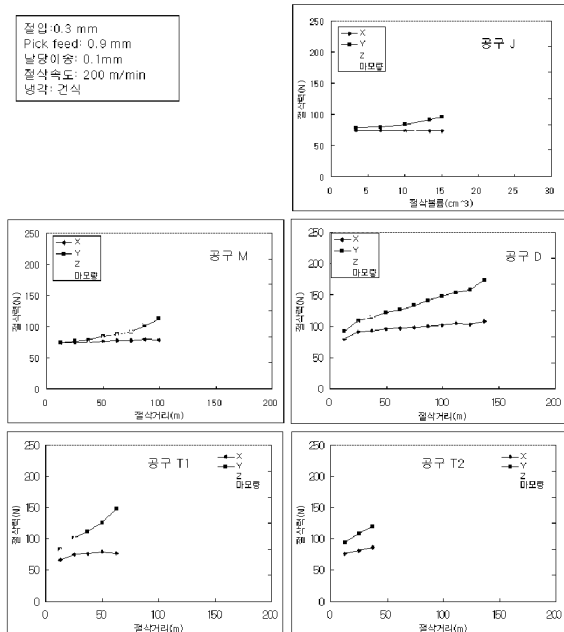 절입:0.3 mm
Pick feed: 0.9 mm
날당이송: 0.1mm
절삭속도: 200 m/min
냉각: 건식
공구 J
X
Y
Z
마모량
절삭력(N)
250
200
150
100
50
0
0 5 10 15 20 25 30
절삭볼륨(cm^3)
공구 M
X
Y
Z
마모량
절삭력(N)
250
200
150
100
50
0
0 50 100 150 200
절삭거리(m)
공구 D
X
Y
Z
마모량
절삭력(N)
250
200
150
100
50
0
0 50 100 150 200
절삭거리(m)
공구 T1
X
Y
Z
마모량
절삭력(N)
250
200
150
100
50
0
0 50 100 150 200
절삭거리(m)
공구 T2
X
Y
Z
마모량
절삭력(N)
250
200
150
100
50
0
0 50 100 150 200
절삭거리(m)